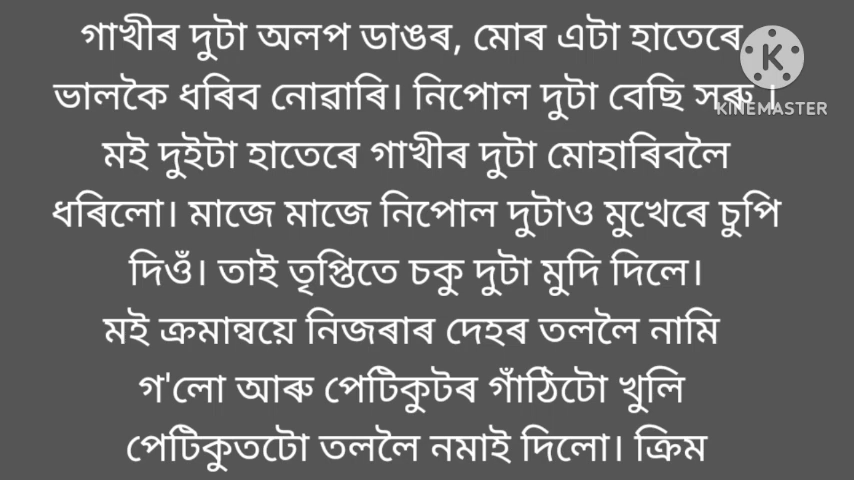 গাখীৰ দুটা অলপ ডাঙৰ, মোৰ এটা হাতেৰে
ভালকৈ ধৰিব নোৱাৰি। নিপোল দুটা বেছি সৰু।
KINEMASTER
মই দুইটা হাতেৰে গাখীৰ দুটা মোহাৰিবলৈ
ধৰিলো। মাজে মাজে নিপোল দুটাও মুখেৰে চুপি
দিওঁ। তাই তৃপ্তিতে চকু দুটা মুদি দিলে।
মই ক্ৰমান্বয়ে নিজৰাৰ দেহৰ তললৈ নামি
গ'লো আৰু পেটিকুটৰ গাঁঠিটো খুলি
পেটিকুতটো তললৈ নমাই দিলো। ক্ৰিম